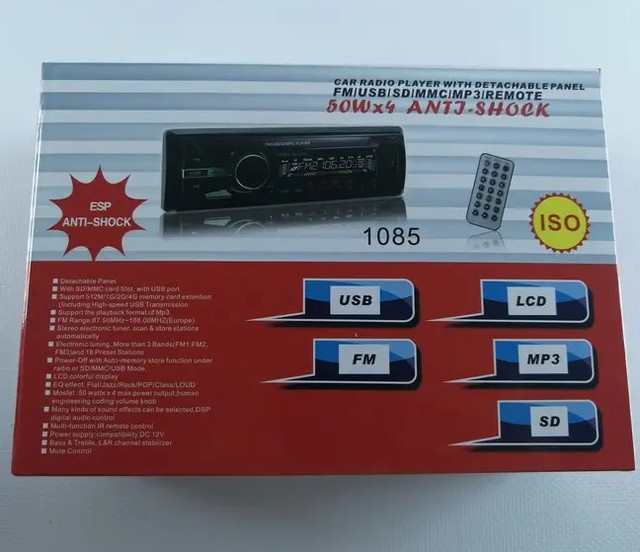 CAR RADIO PLAYER WITH DETACHABLE PANEL
FM/USB/SD/MMC/MP3/REMOTE
50Wx4 ANTI-SHOCK
FM2 106.20
ESP
ANTI-SHOCK
ISO
1085
Detachable Panel
With SD/MMC card Slot, with USB port
Support 512M/1G/2G/4G memory card extention
(Including High-speed USB Transmission
Support the playback format of Mp3
FM Range:87.50MHz~108.00MHZ(Europe)
Stereo electronic tuner, scan & store stations
automatically
Electronic tuning, More than 3 Bands(FM1.FM2,
FM3)and 18 Preset Stations
Power-Off with Auto-memory store function under
radio or SD/MMC/USB Mode.
LCD colorful display
EQ effect. Flat/Jazz/Rock/POP/Class/LOUD
Mosfet :50 watts x 4 max power output,human
engineering coding volume knob
Many kinds of sound effects can be selected,DSP
digital audio control
Multi-function IR remote control
Power supply:compatibility DC 12V
Bass & Treble, L&R channel stabilizer
Mute Control
USB
LCD
FM
MP3
SD